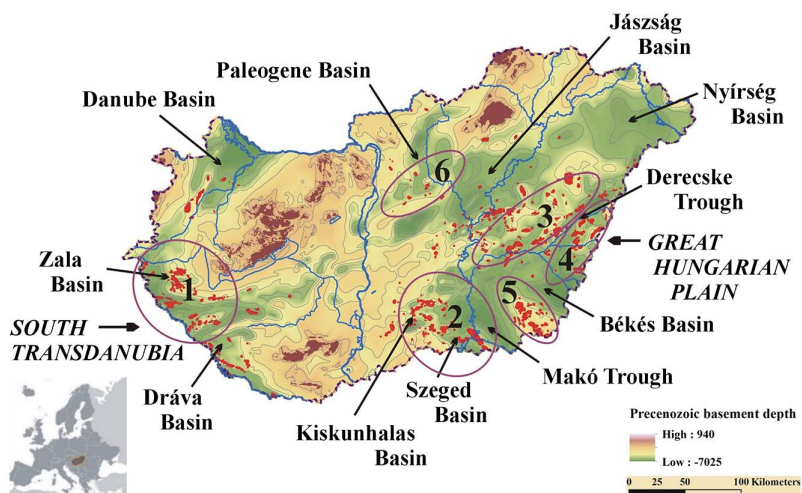 Jászság
Basin
Paleogene Basin
Nyírség
Basin
Danube Basin
Derecske
Trough
GREAT
HUNGARIAN
PLAIN
Zala
Basin
1
2
3
4
5
6
SOUTH
TRANSDANUBIA
Békés Basin
Dráva
Basin
Szeged
Basin
Makó Trough
Kiskunhalas
Basin
Precenozoic basement depth
High : 940
Low : -7025
0 25 50 100 Kilometers